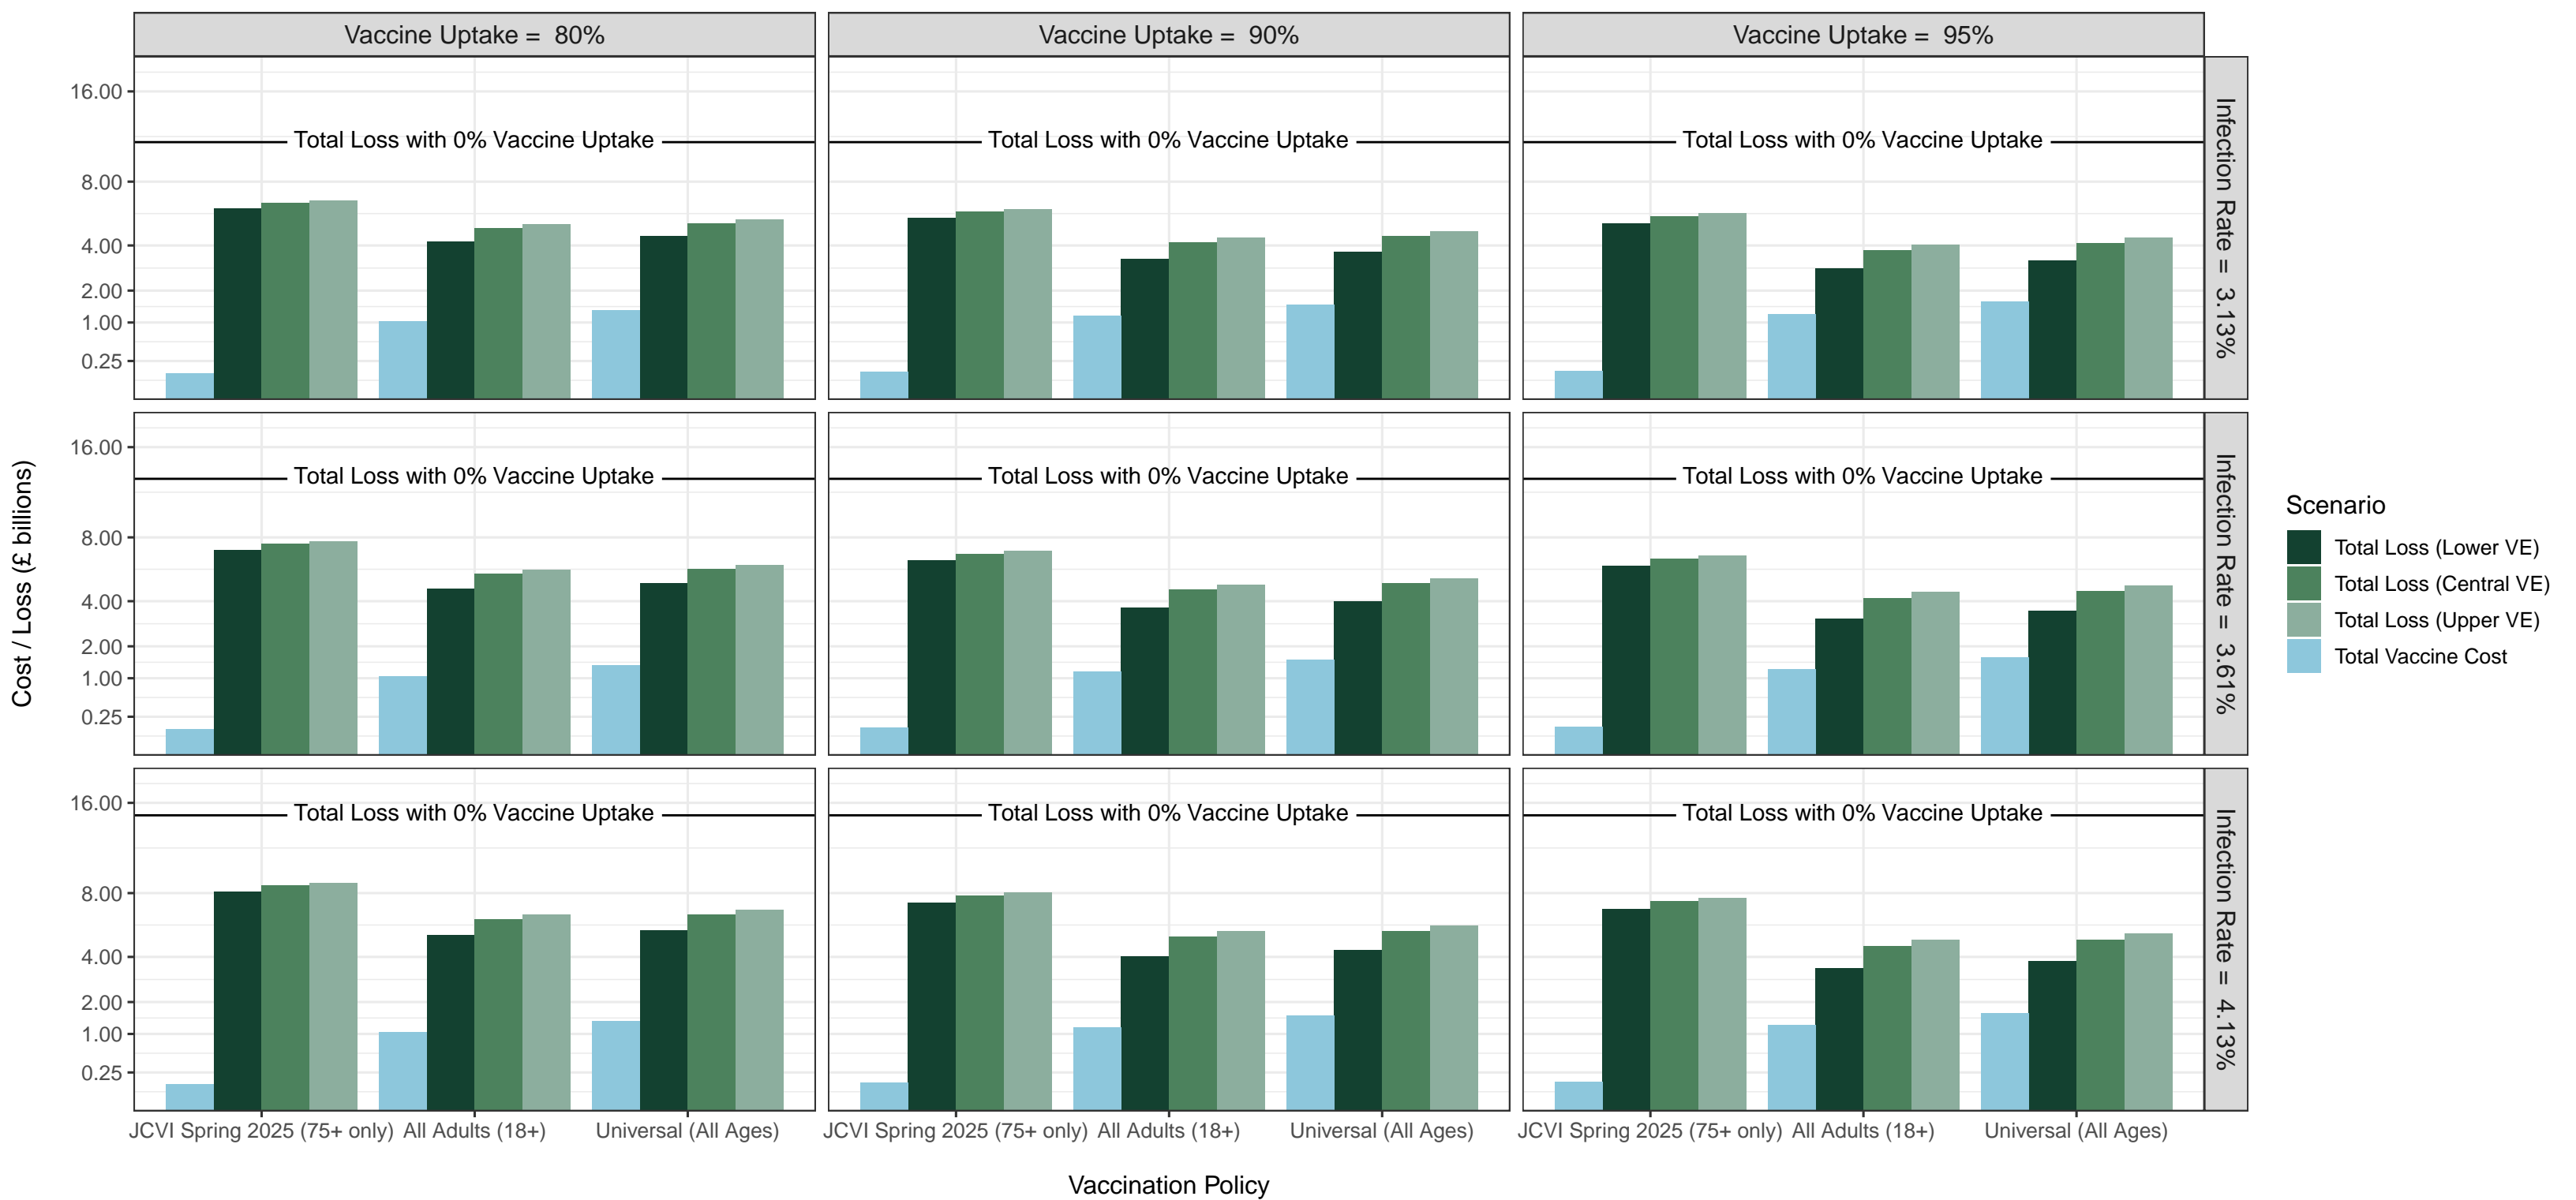 Vaccine Uptake =  80%
Vaccine Uptake =  90%
Vaccine Uptake =  95%
16.00
8.00
4.00
2.00
1.00
0.25
Total Loss with 0% Vaccine Uptake
Total Loss with 0% Vaccine Uptake
Total Loss with 0% Vaccine Uptake
Infection Rate =  3.13%
Cost / Loss (£ billions)
16.00
8.00
4.00
2.00
1.00
0.25
Total Loss with 0% Vaccine Uptake
Total Loss with 0% Vaccine Uptake
Total Loss with 0% Vaccine Uptake
Infection Rate =  3.61%
Scenario
Total Loss (Lower VE)
Total Loss (Central VE)
Total Loss (Upper VE)
Total Vaccine Cost
16.00
8.00
4.00
2.00
1.00
0.25
Total Loss with 0% Vaccine Uptake
Total Loss with 0% Vaccine Uptake
Total Loss with 0% Vaccine Uptake
Infection Rate =  4.13%
JCVI Spring 2025 (75+ only)
All Adults (18+)
Universal (All Ages)
JCVI Spring 2025 (75+ only)
All Adults (18+)
Universal (All Ages)
JCVI Spring 2025 (75+ only)
All Adults (18+)
Universal (All Ages)
Vaccination Policy